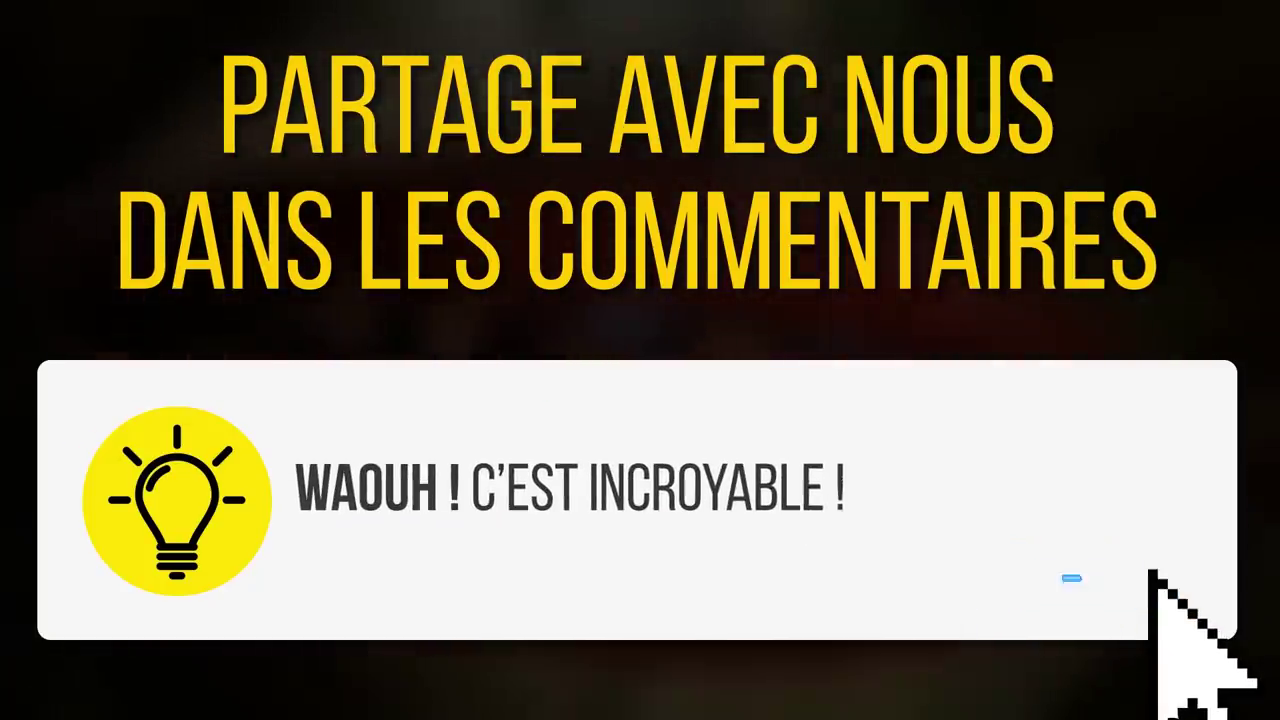 PARTAGE AVEC NOUS
DANS LES COMMENTAIRES
WAOUH ! C’EST INCROYABLE !